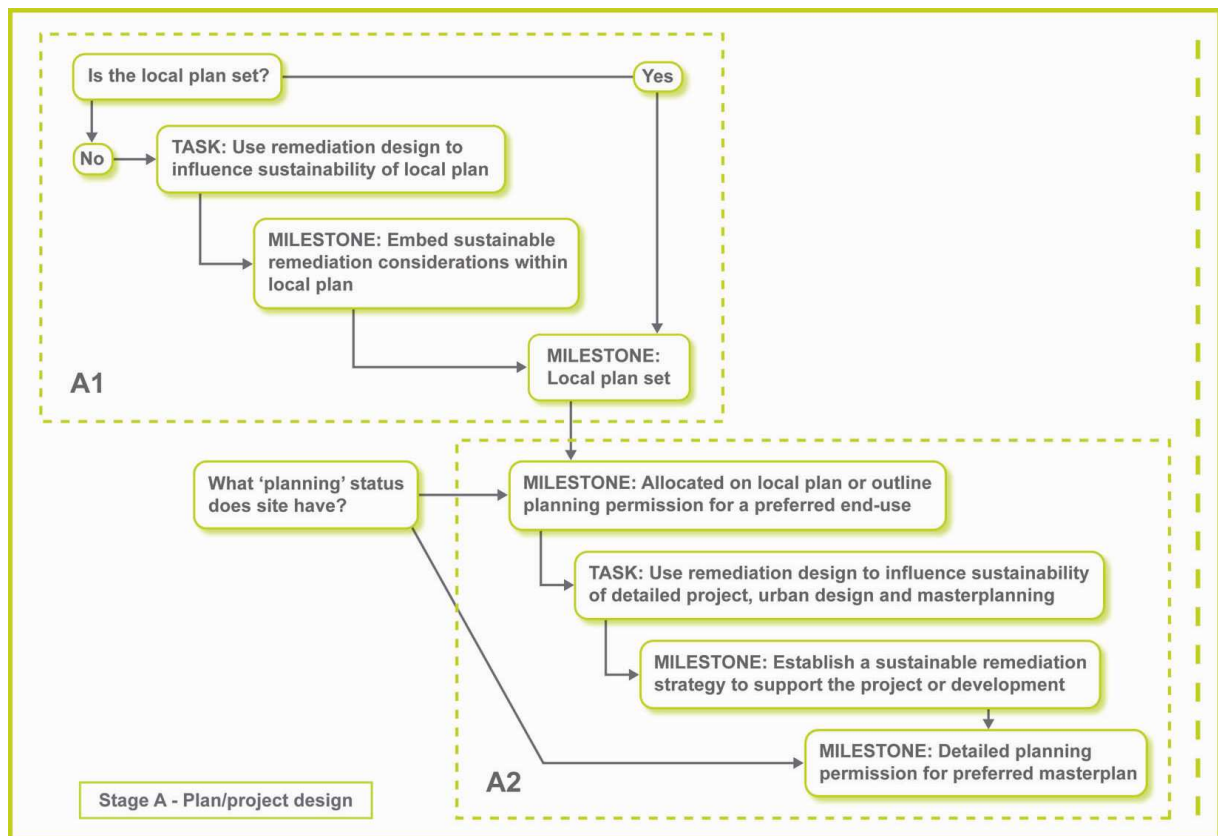 Is the local plan set?
Yes
No
TASK: Use remediation design to
influence sustainability of local plan
MILESTONE: Embed sustainable
remediation considerations within
local plan
MILESTONE:
Local plan set
A1
What ‘planning’ status
does site have?
MILESTONE: Allocated on local plan or outline
planning permission for a preferred end-use
TASK: Use remediation design to influence sustainability
of detailed project, urban design and masterplanning
MILESTONE: Establish a sustainable remediation
strategy to support the project or development
MILESTONE: Detailed planning
permission for preferred masterplan
A2
Stage A - Plan/project design